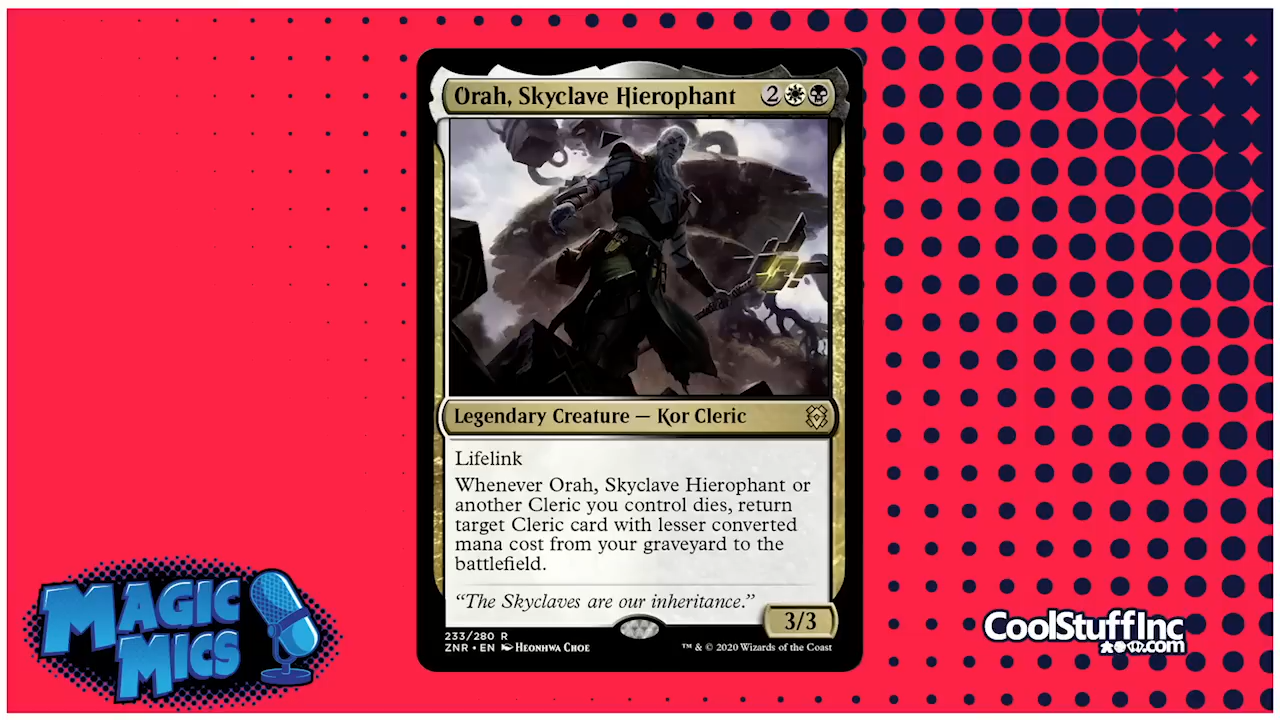 Orah, Skyclave Hierophant 2
Legendary Creature — Kor Cleric
Lifelink
Whenever Orah, Skyclave Hierophant or
another Cleric you control dies, return
target Cleric card with lesser converted
mana cost from your graveyard to the
battlefield.
“The Skyclaves are our inheritance.”
3/3
233/280 R
ZNR • EN Heonhwa Choe
™ & © 2020 Wizards of the Coast
MAGIC
MICS
CoolStuffInc
.com